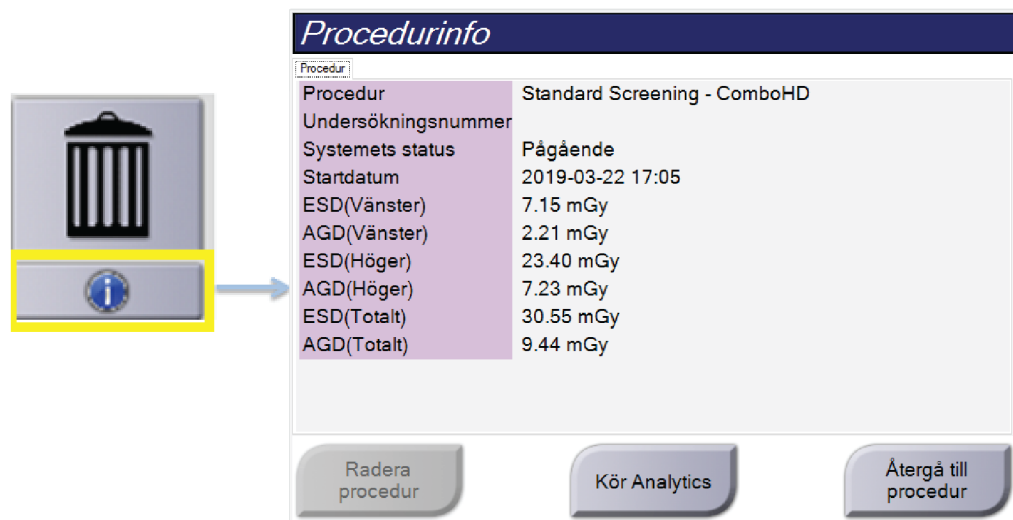 Procedurinfo
Procedur
Procedur Standard Screening - ComboHD
Undersökningsnummer
Systemets status Pågående
Startdatum 2019-03-22 17:05
ESD(Vänster) 7.15 mGy
AGD(Vänster) 2.21 mGy
ESD(Höger) 23.40 mGy
AGD(Höger) 7.23 mGy
ESD(Totalt) 30.55 mGy
AGD(Totalt) 9.44 mGy
Radera
procedur
Kör Analytics
Återgå till
procedur